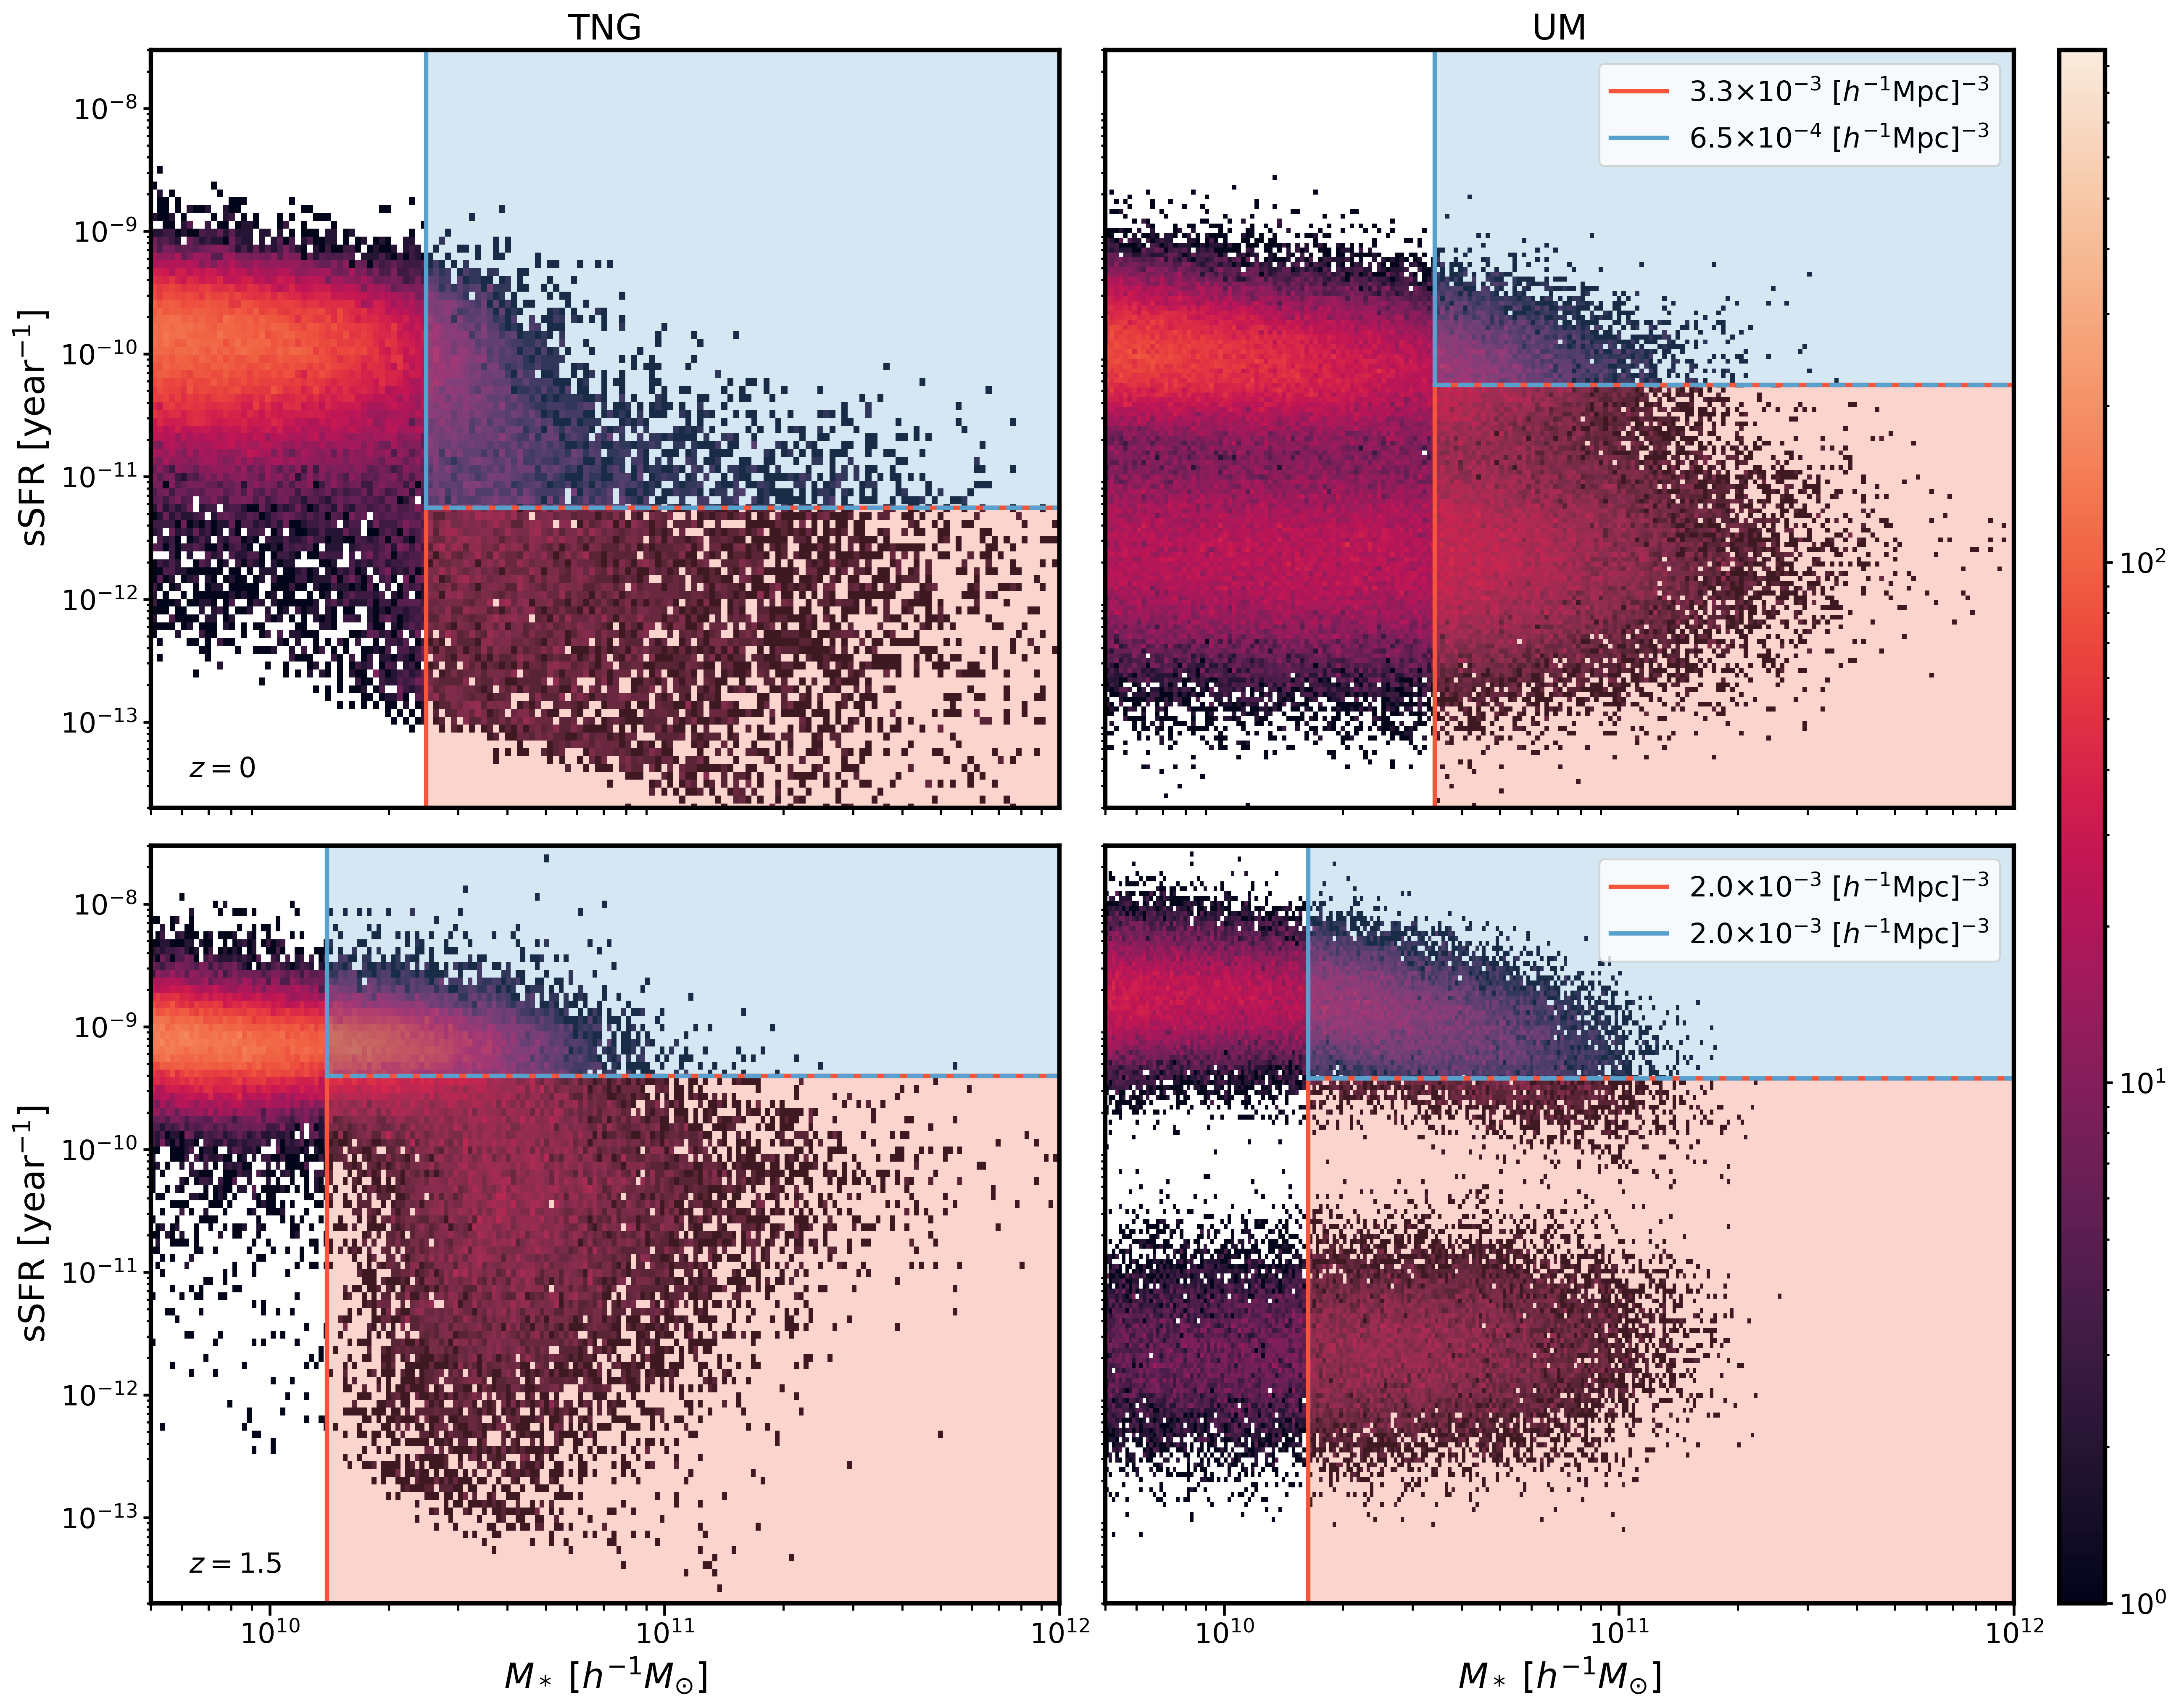 TNG
UM
sSFR [year⁻¹]
10⁻⁸
10⁻⁹
10⁻¹⁰
10⁻¹¹
10⁻¹²
10⁻¹³
z = 0
3.3×10⁻³ [h⁻¹Mpc]⁻³
6.5×10⁻⁴ [h⁻¹Mpc]⁻³
sSFR [year⁻¹]
10⁻⁸
10⁻⁹
10⁻¹⁰
10⁻¹¹
10⁻¹²
10⁻¹³
z = 1.5
2.0×10⁻³ [h⁻¹Mpc]⁻³
2.0×10⁻³ [h⁻¹Mpc]⁻³
10¹⁰ 10¹¹ 10¹²
M∗ [h⁻¹M⊙]
10¹⁰ 10¹¹ 10¹²
M∗ [h⁻¹M⊙]
10²
10¹
10⁰